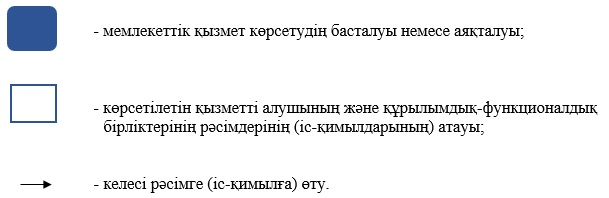 - мемлекеттік қызмет көрсетудің басталуы немесе аяқталуы;
- көрсетілетін қызметті алушының және құрылымдық-функционалдық
бірліктерінің рәсімдерінің (іс-қимылдарының) атауы;
- келесі рәсімге (іс-қимылға) өту.